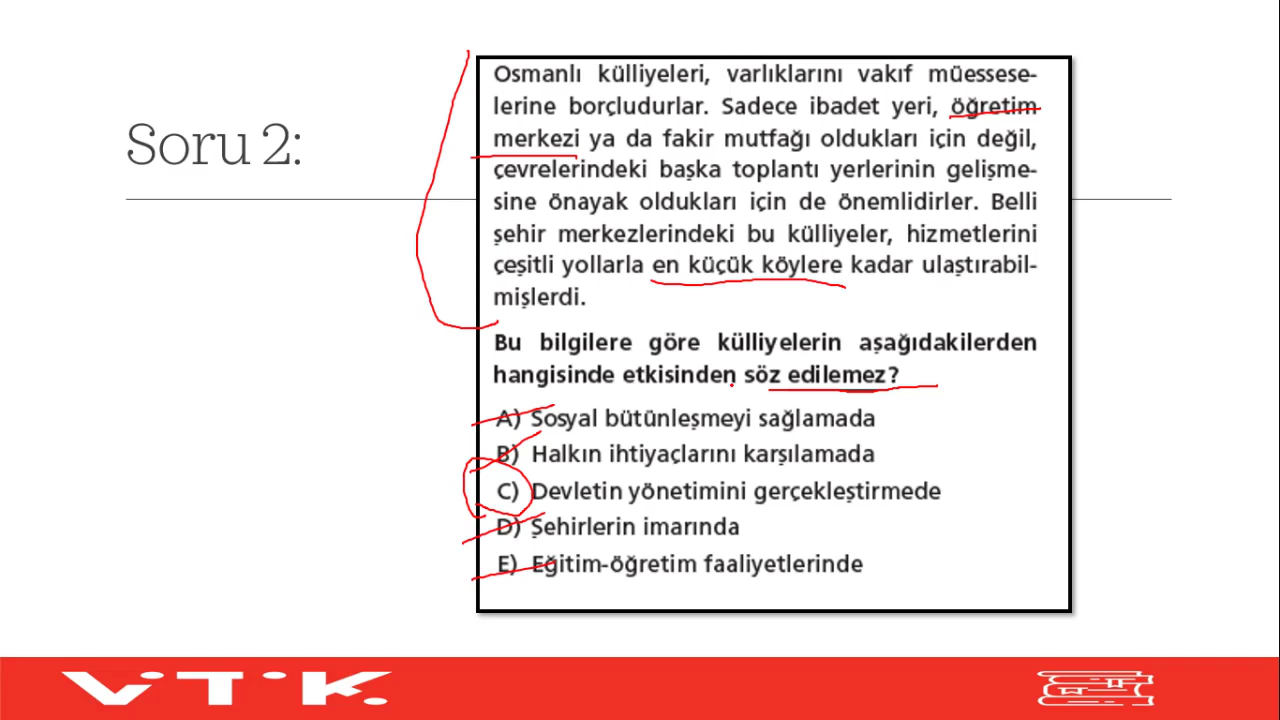 Soru 2:
Osmanlı külliyeleri, varlıklarını vakıf müessese-
lerine borçludurlar. Sadece ibadet yeri, öğretim
merkezi ya da fakir mutfağı oldukları için değil,
çevrelerindeki başka toplantı yerlerinin gelişme-
sine önayak oldukları için de önemlidirler. Belli
şehir merkezlerindeki bu külliyeler, hizmetlerini
çeşitli yollarla en küçük köylere kadar ulaştırabil-
mişlerdi.
Bu bilgilere göre külliyelerin aşağıdakilerden
hangisinde etkisinden söz edilemez?
A) Sosyal bütünleşmeyi sağlamada
B) Halkın ihtiyaçlarını karşılamada
C) Devletin yönetimini gerçekleştirmede
D) Şehirlerin imarında
E) Eğitim-öğretim faaliyetlerinde
VTK